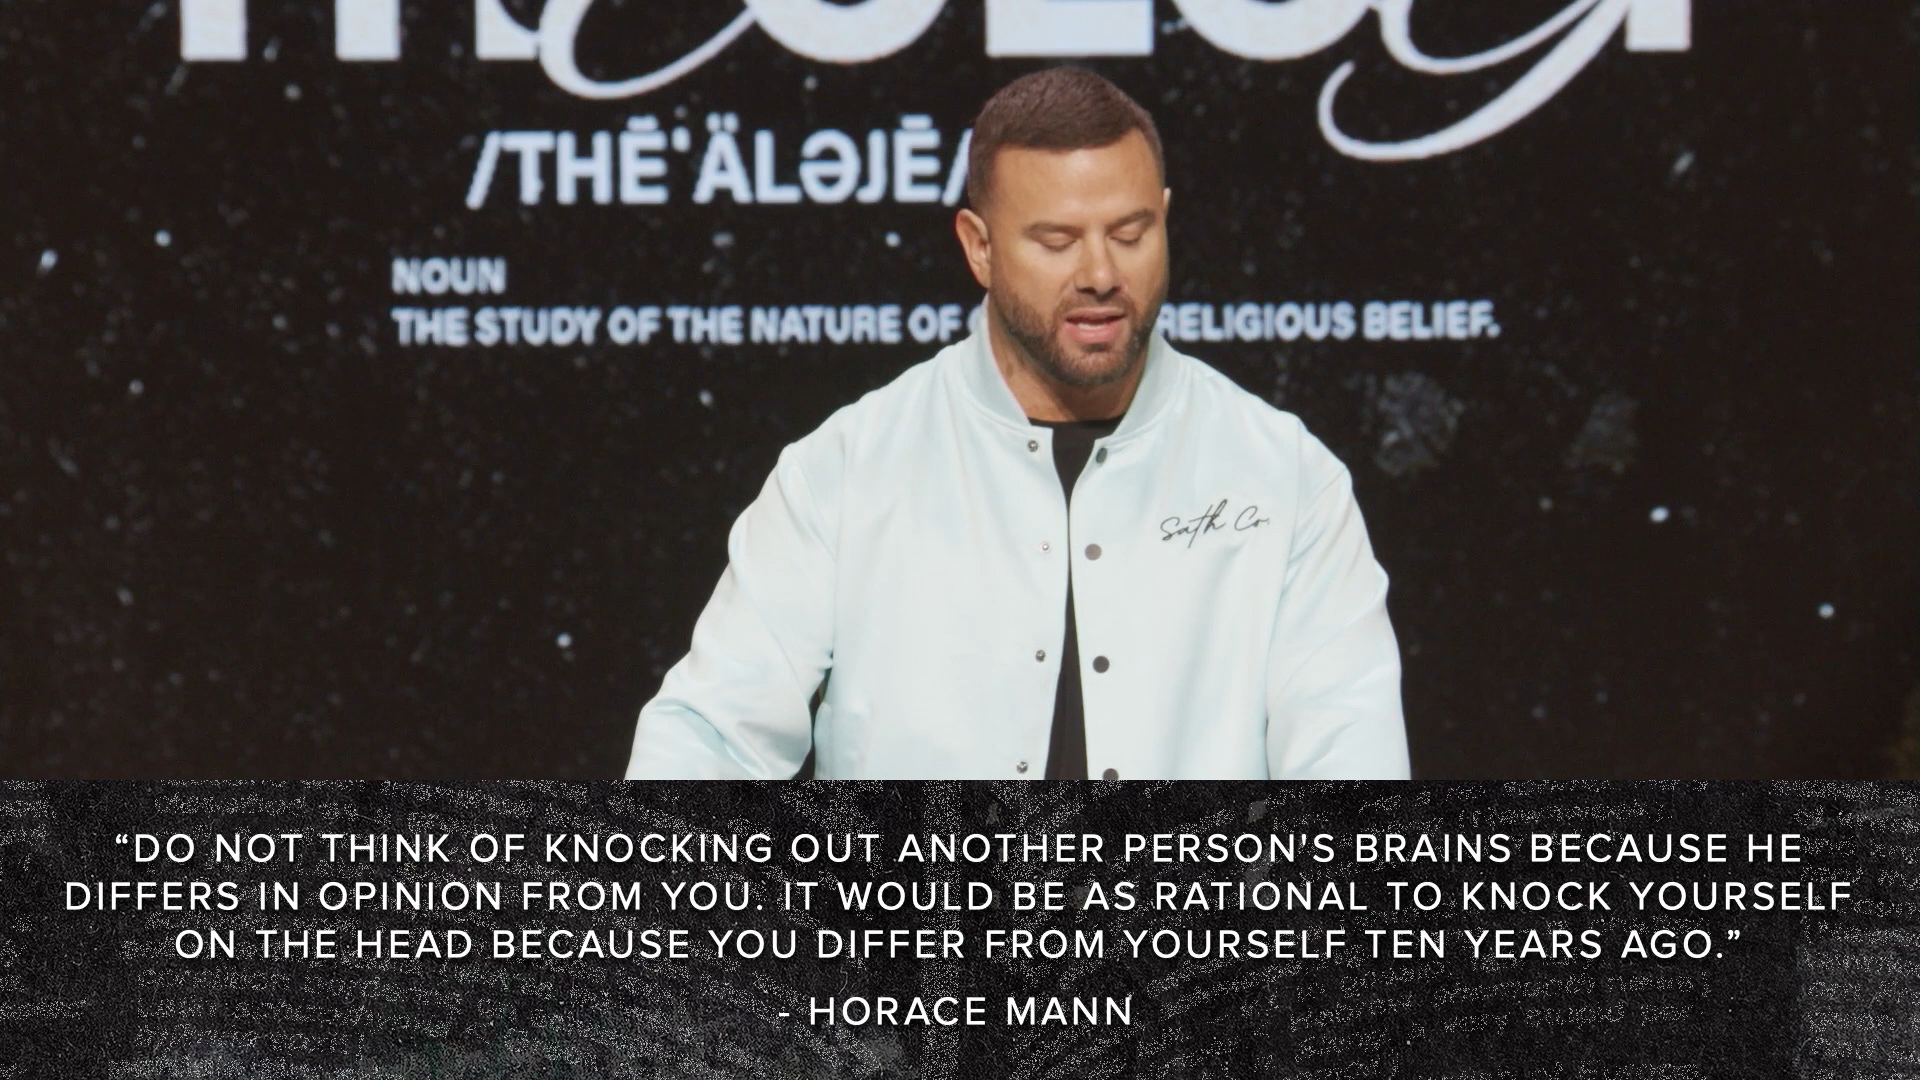 /THĒˈÄLƏJĒ/
NOUN
THE STUDY OF THE NATURE OF RELIGIOUS BELIEF.
Sath Co.
“DO NOT THINK OF KNOCKING OUT ANOTHER PERSON'S BRAINS BECAUSE HE
DIFFERS IN OPINION FROM YOU. IT WOULD BE AS RATIONAL TO KNOCK YOURSELF
ON THE HEAD BECAUSE YOU DIFFER FROM YOURSELF TEN YEARS AGO.”
- HORACE MANN